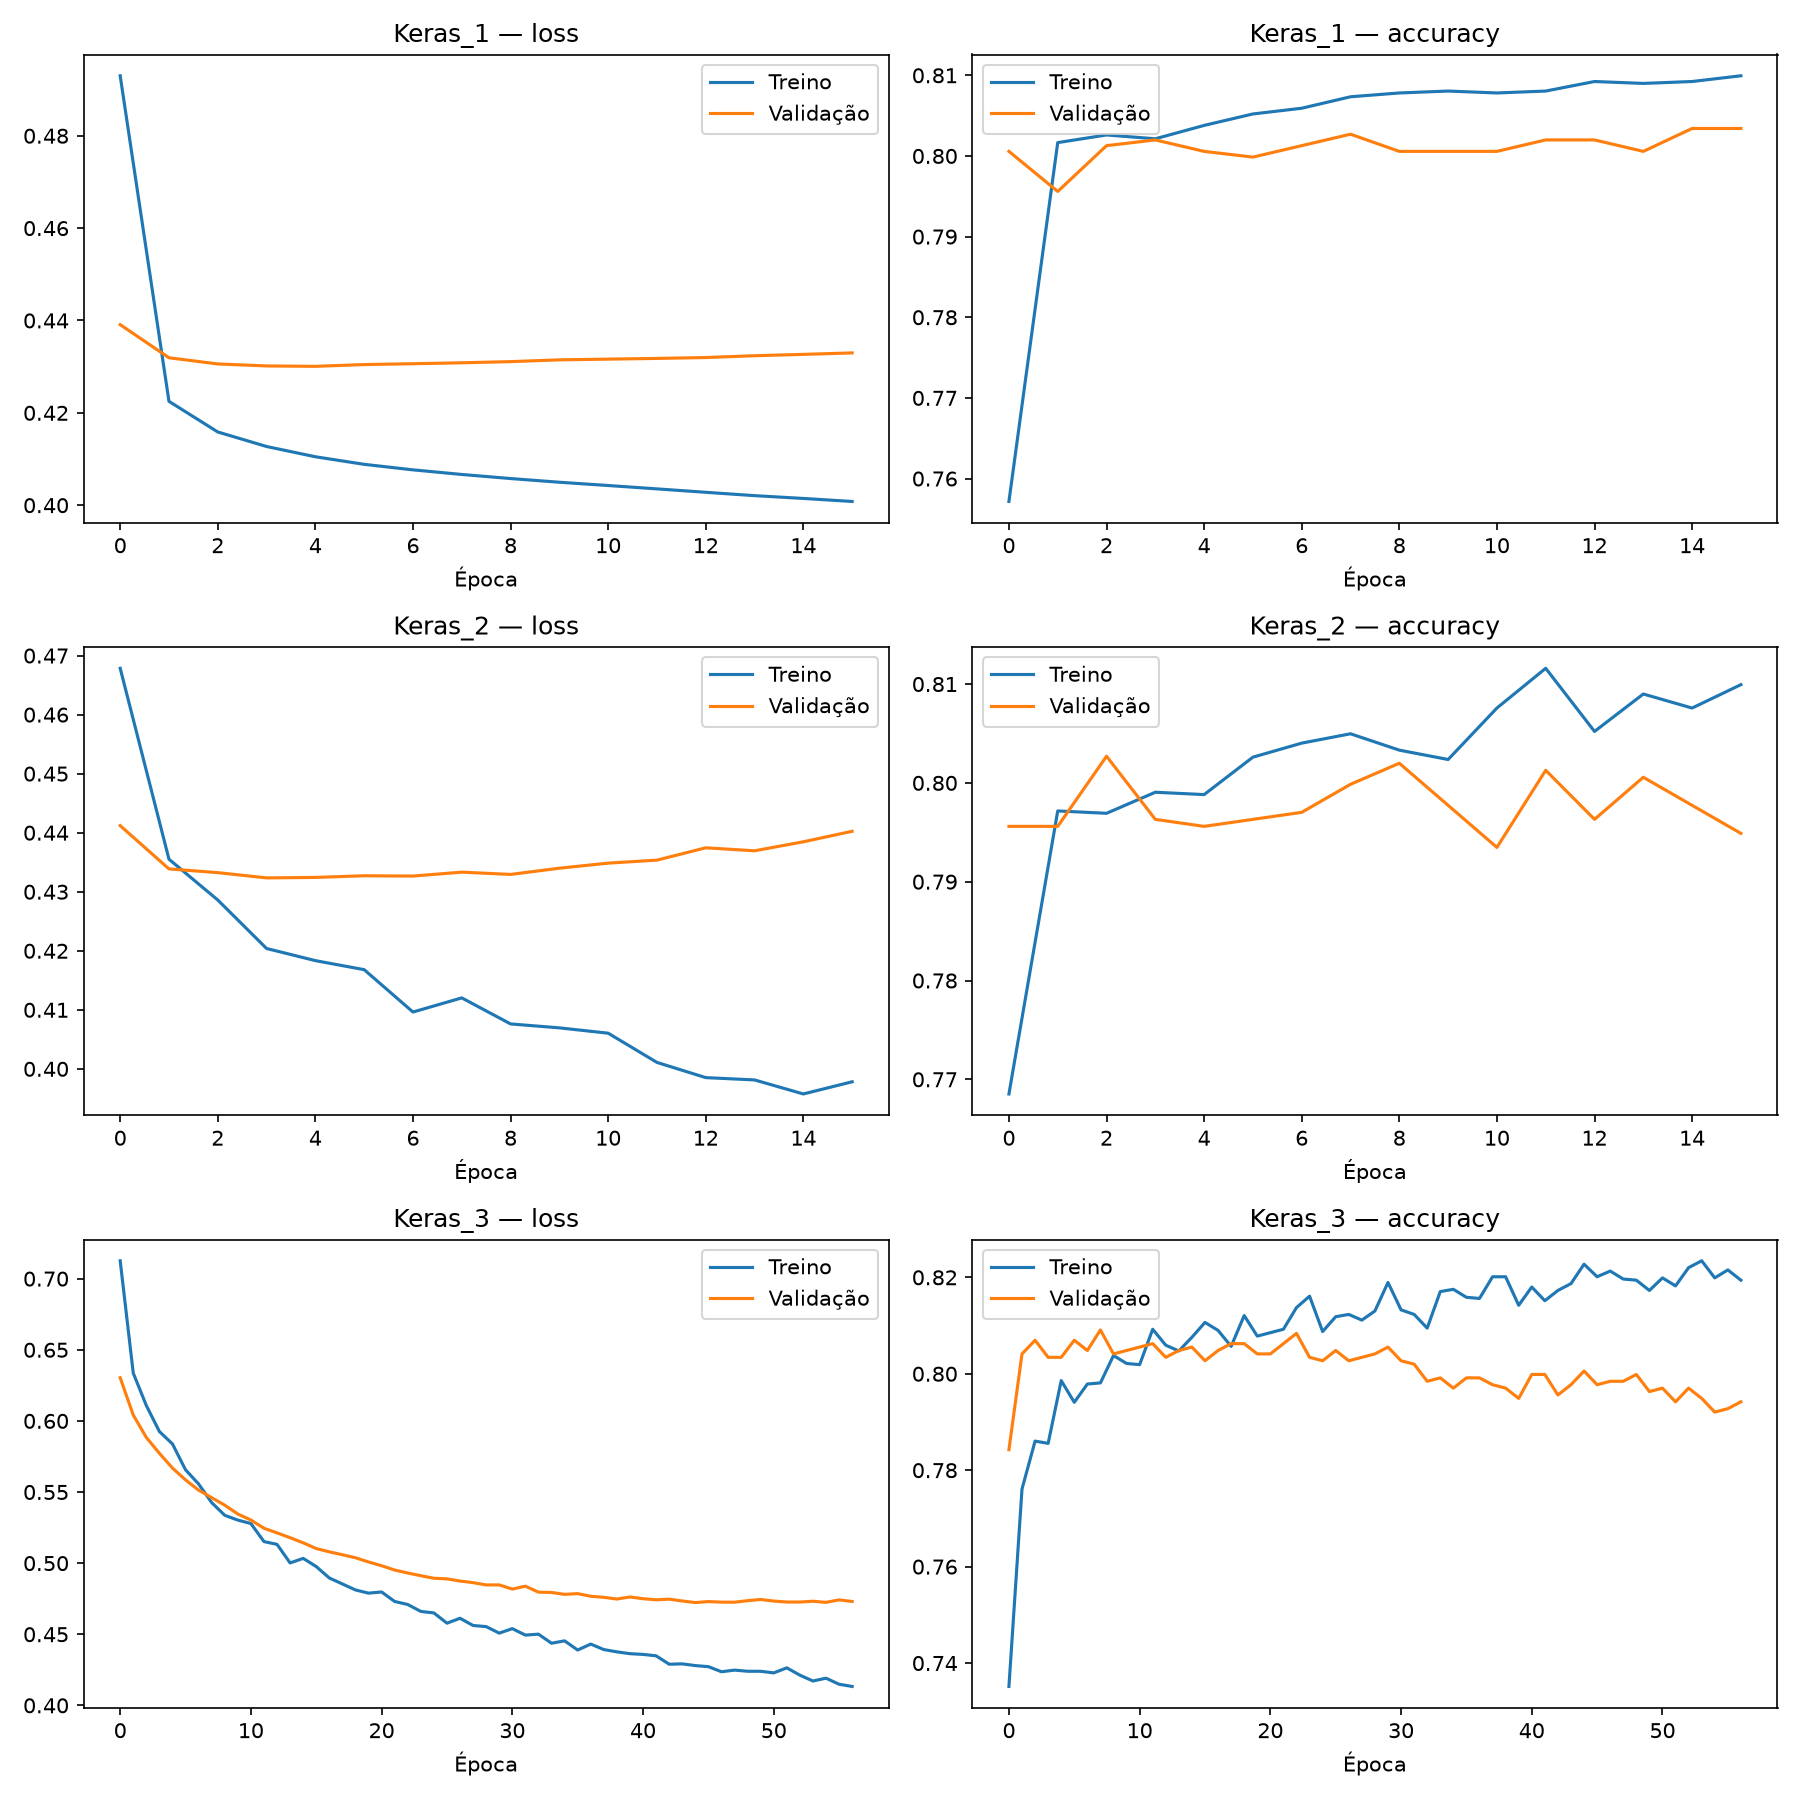 Keras_1 — loss
Treino
Validação
0.48
0.46
0.44
0.42
0.40
0 2 4 6 8 10 12 14
Época
Keras_1 — accuracy
Treino
Validação
0.81
0.80
0.79
0.78
0.77
0.76
0 2 4 6 8 10 12 14
Época
Keras_2 — loss
Treino
Validação
0.47
0.46
0.45
0.44
0.43
0.42
0.41
0.40
0 2 4 6 8 10 12 14
Época
Keras_2 — accuracy
Treino
Validação
0.81
0.80
0.79
0.78
0.77
0 2 4 6 8 10 12 14
Época
Keras_3 — loss
Treino
Validação
0.70
0.65
0.60
0.55
0.50
0.45
0.40
0 10 20 30 40 50
Época
Keras_3 — accuracy
Treino
Validação
0.82
0.80
0.78
0.76
0.74
0 10 20 30 40 50
Época